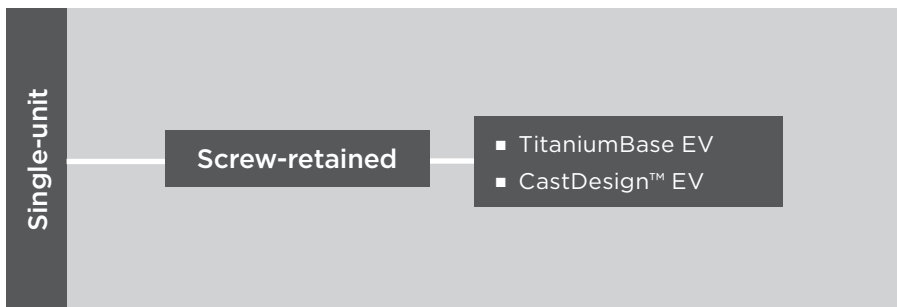 Single-unit
Screw-retained
▪ TitaniumBase EV
▪ CastDesign™ EV